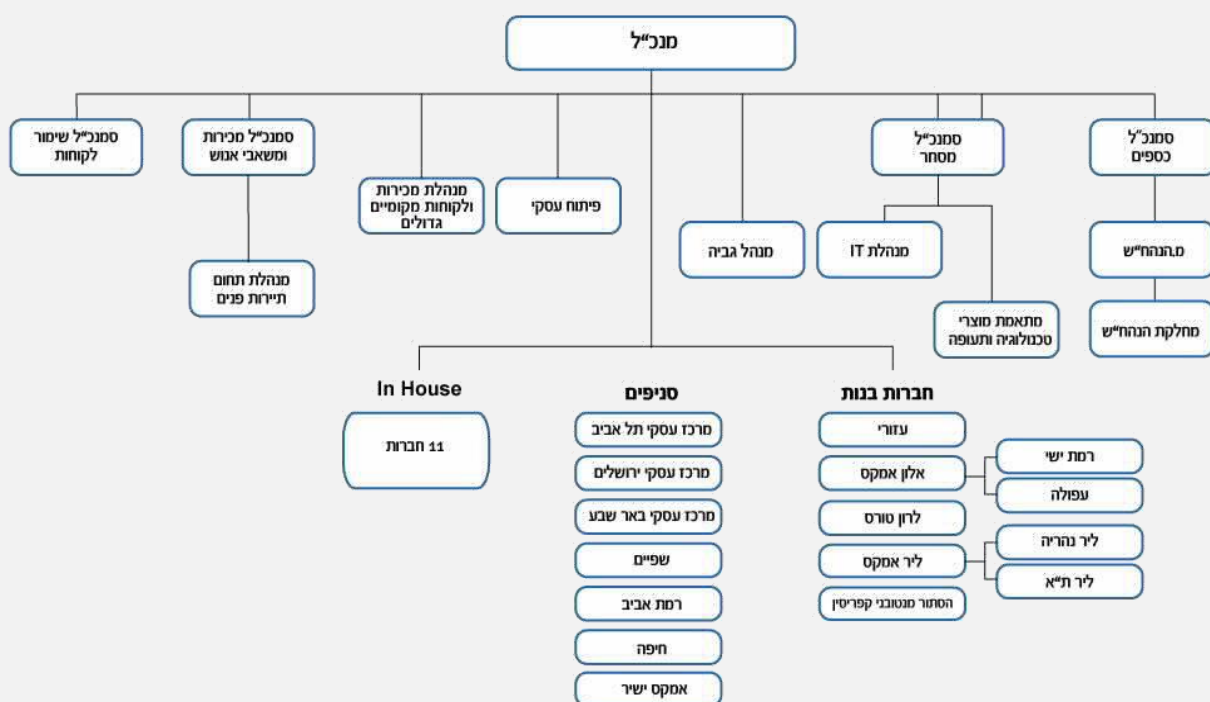 מנכ״ל
סמנכ״ל
כספים
סמנכ״ל
מסחר
סמנכ״ל מכירות
ומשאבי אנוש
סמנכ״ל שימור
לקוחות
מנהלת מכירות
ולקוחות מקומיים
גדולים
פיתוח עסקי
מנהל גביה
מנהלת IT
מ.הנהח״ש
מנהלת תחום
תיירות פנים
מתאמת מוצרי
טכנולוגיה ותעופה
מחלקת הנהח״ש
חברות בנות
עזורי
אלון אמקס
רמת ישי
עפולה
לרון טורס
ליר אמקס
ליר נהריה
ליר ת״א
הסתור מנטובני קפריסין
סניפים
מרכז עסקי תל אביב
מרכז עסקי ירושלים
מרכז עסקי באר שבע
שפיים
רמת אביב
חיפה
אמקס ישיר
In House
11 חברות